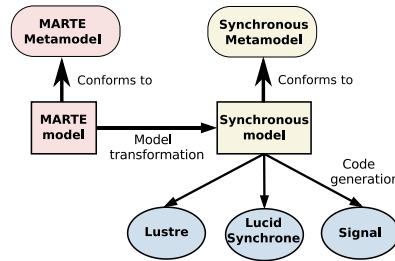 MARTE
Metamodel
Synchronous
Metamodel
Conforms to
Conforms to
MARTE
model
Model
transformation
Synchronous
model
Code
generation
Lustre
Lucid
Synchrone
Signal